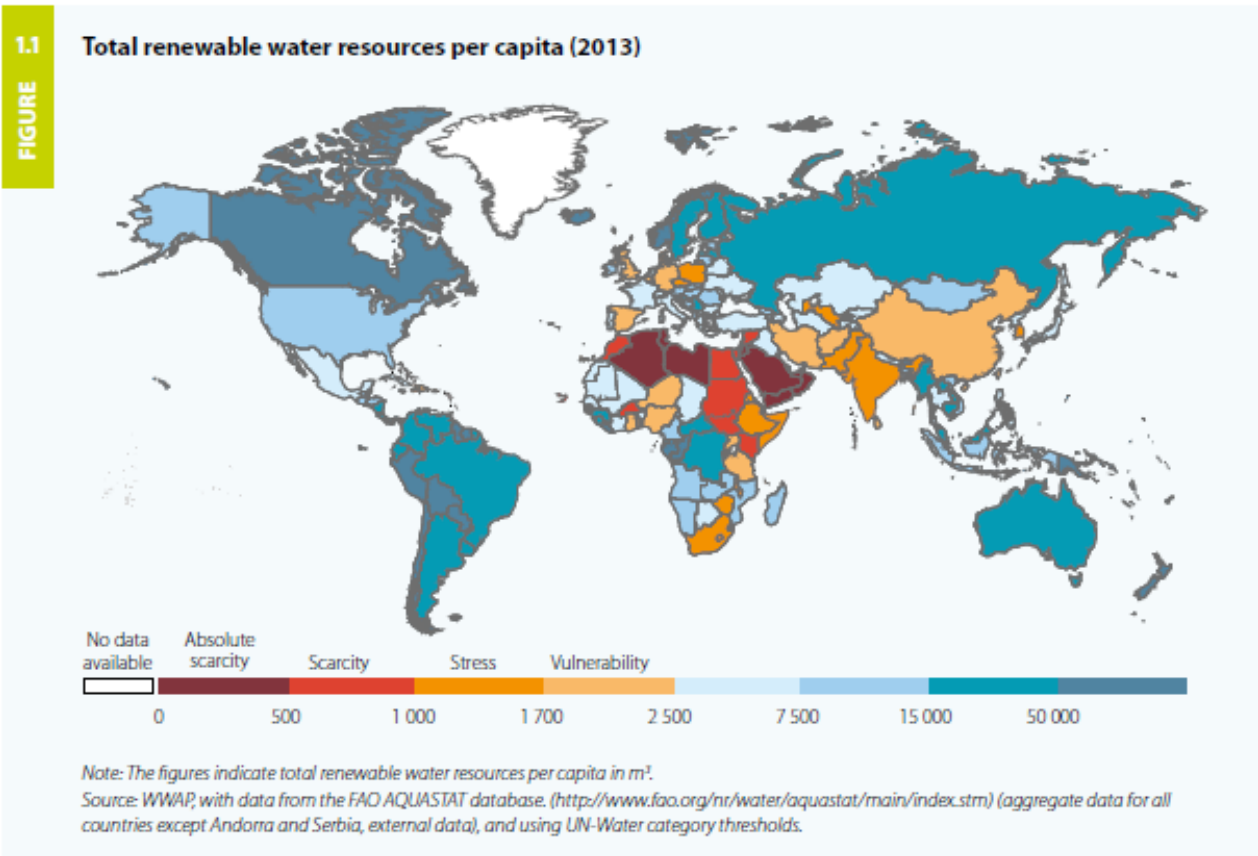 1.1
FIGURE
Total renewable water resources per capita (2013)
No data
available
Absolute
scarcity
Scarcity
Stress
Vulnerability
0
500
1 000
1 700
2 500
7 500
15 000
50 000
Note: The figures indicate total renewable water resources per capita in m³.
Source: WWAP, with data from the FAO AQUASTAT database. (http://www.fao.org/nr/water/aquastat/main/index.stm) (aggregate data for all
countries except Andorra and Serbia, external data), and using UN-Water category thresholds.